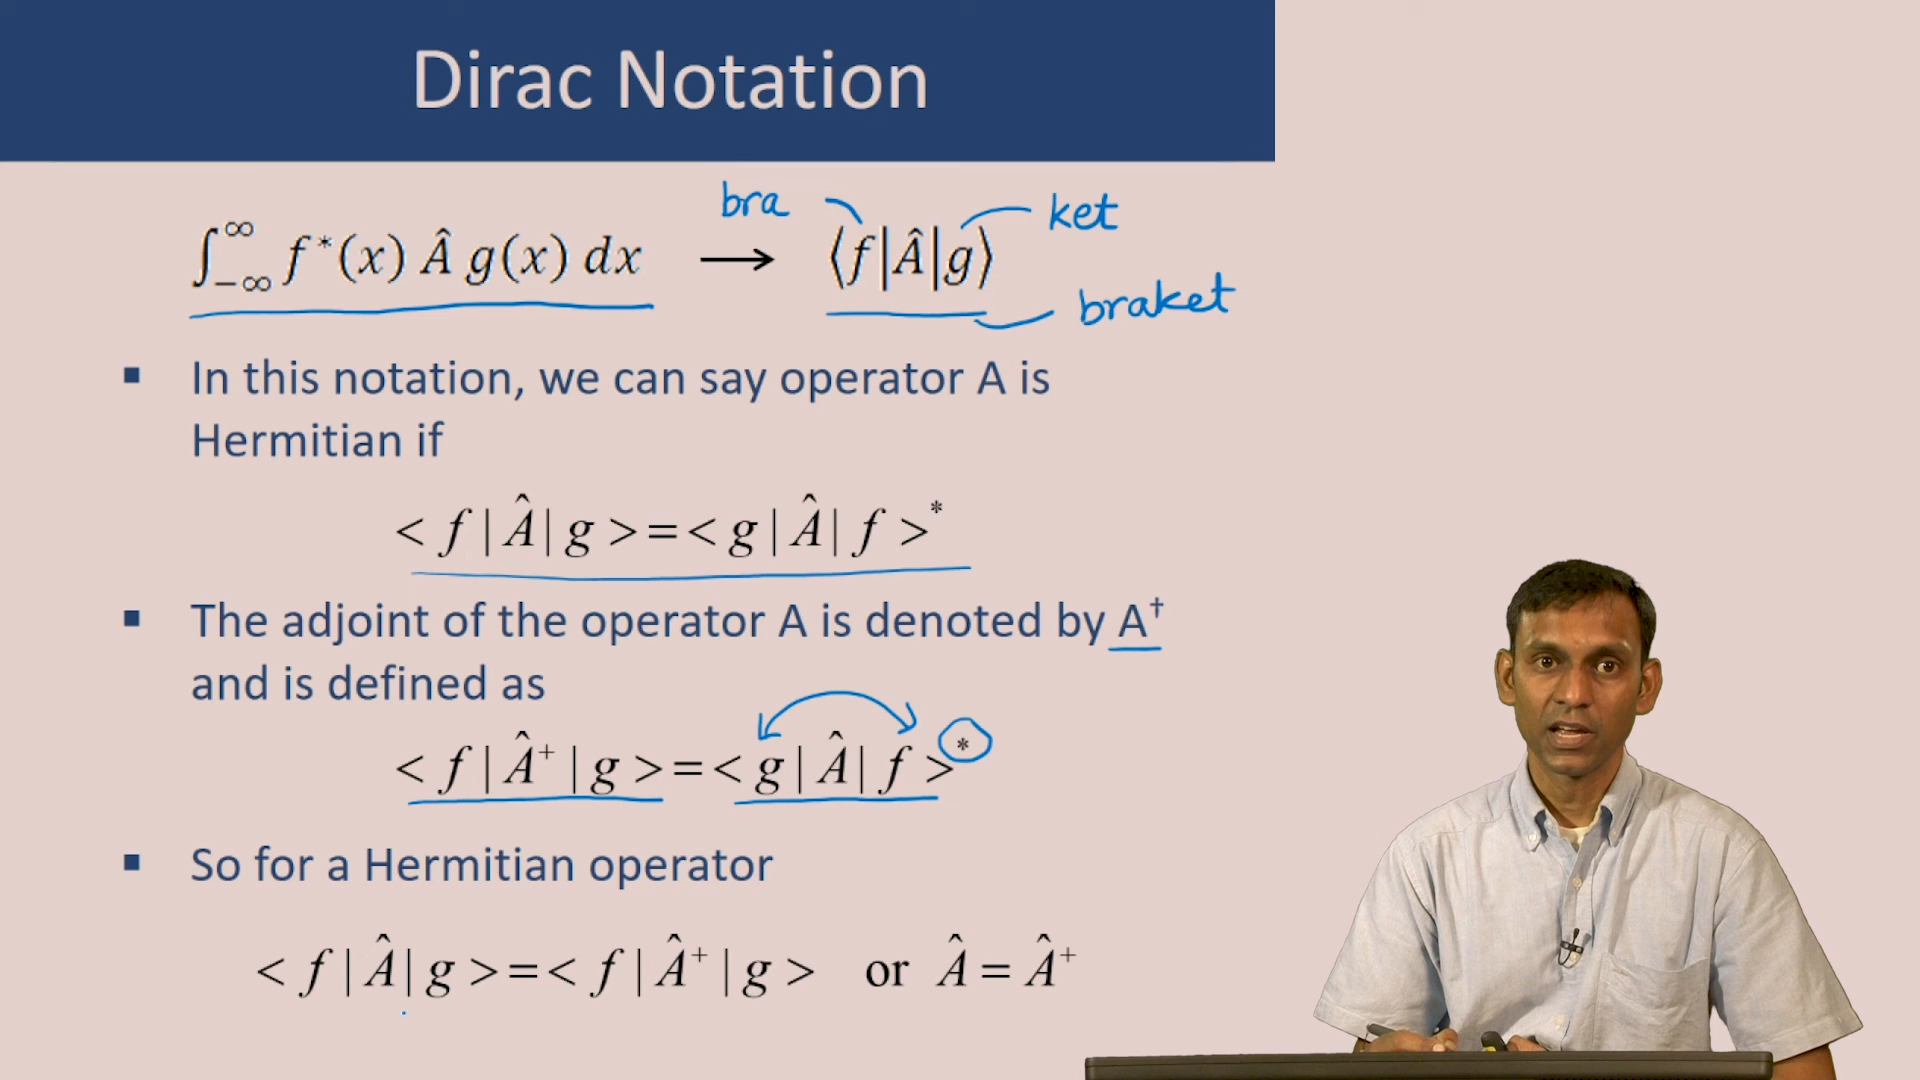 Dirac Notation
bra
ket
∫_{-∞}^{∞} f*(x) Â g(x) dx → ⟨f|Â|g⟩
braket
▪ In this notation, we can say operator A is
Hermitian if
< f | Â | g > = < g | Â | f >*
▪ The adjoint of the operator A is denoted by A†
and is defined as
< f | Â⁺ | g > = < g | Â | f >*
▪ So for a Hermitian operator
< f | Â | g > = < f | Â⁺ | g > or Â = Â⁺